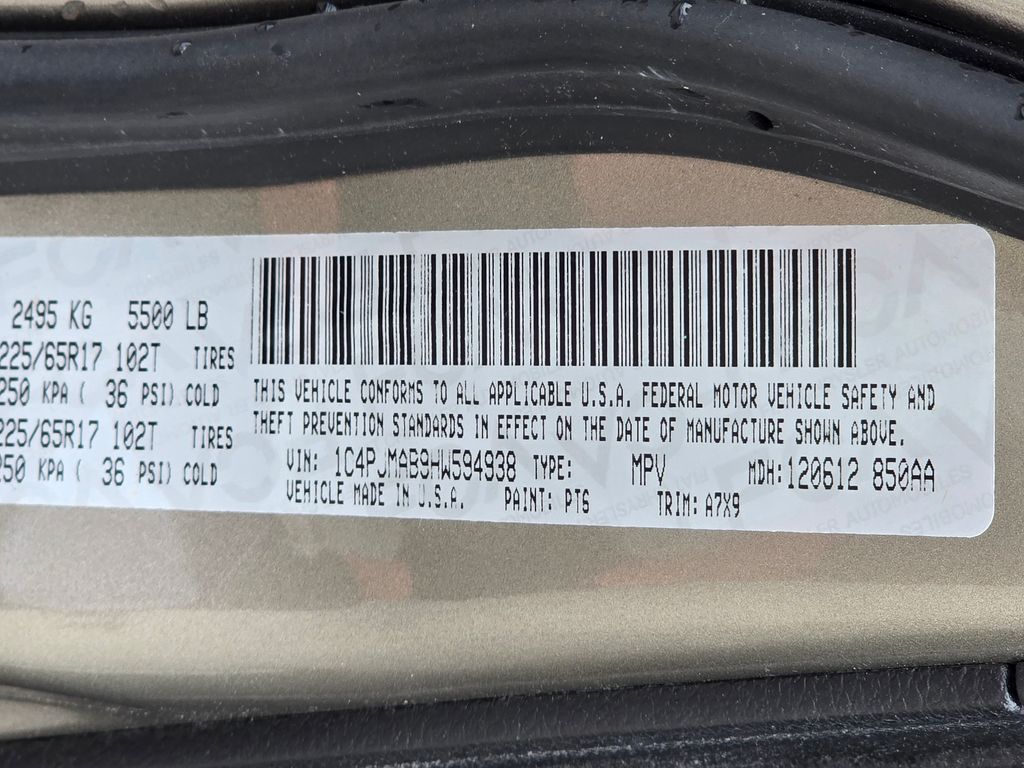 2495 KG 5500 LB
225/65R17 102T TIRES
250 KPA ( 36 PSI) COLD
225/65R17 102T TIRES
250 KPA ( 36 PSI) COLD
THIS VEHICLE CONFORMS TO ALL APPLICABLE U.S.A. FEDERAL MOTOR VEHICLE SAFETY AND
THEFT PREVENTION STANDARDS IN EFFECT ON THE DATE OF MANUFACTURE SHOWN ABOVE.
VIN: 1C4PJMAB9HW594938 TYPE: MPV MDH: 120612 850AA
VEHICLE MADE IN U.S.A. PAINT: PT6 TRIM: A7X9